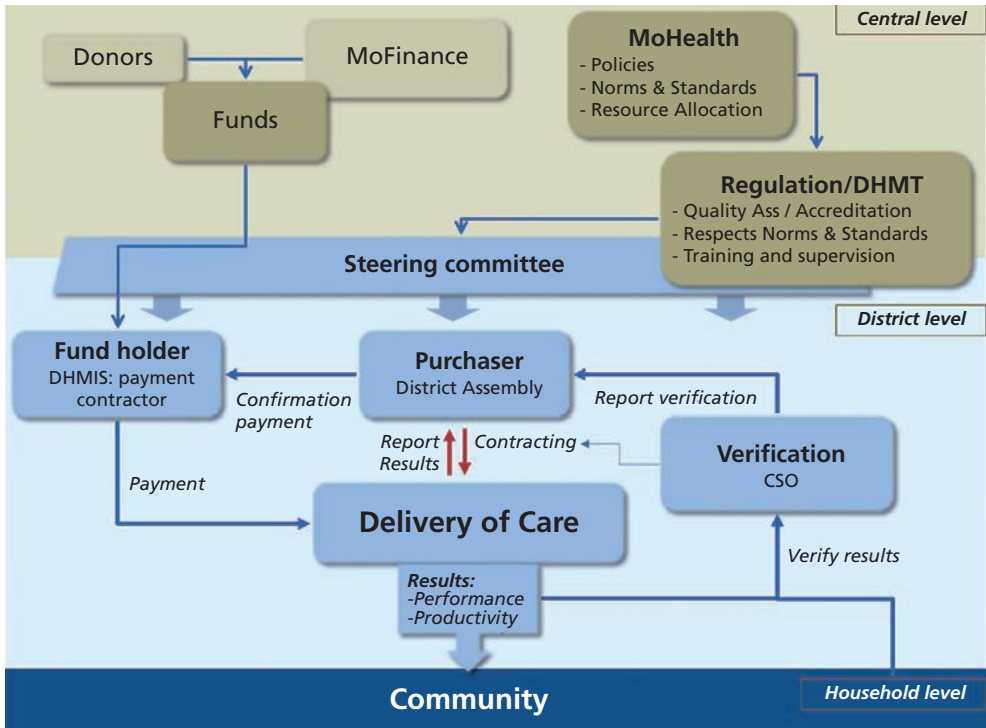 Central level
Donors
MoFinance
Funds
MoHealth
- Policies
- Norms & Standards
- Resource Allocation
Regulation/DHMT
- Quality Ass / Accreditation
- Respects Norms & Standards
- Training and supervision
Steering committee
District level
Fund holder
DHMIS: payment
contractor
Purchaser
District Assembly
Confirmation
payment
Report verification
Report
Results
Contracting
Verification
CSO
Payment
Delivery of Care
Verify results
Results:
-Performance
-Productivity
Community
Household level